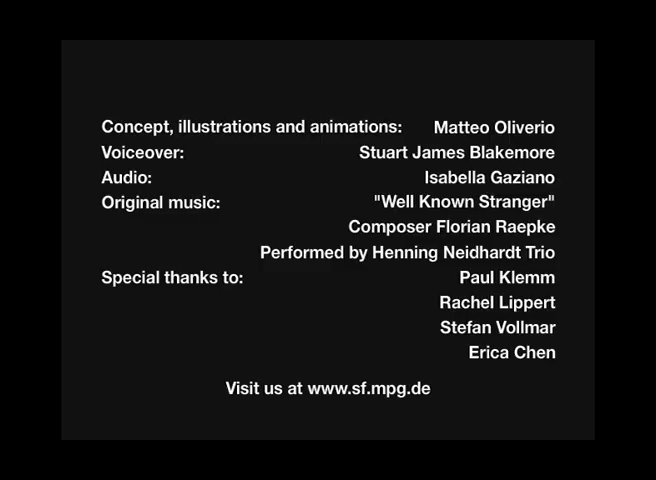 Concept, illustrations and animations: Matteo Oliverio
Voiceover: Stuart James Blakemore
Audio: Isabella Gaziano
Original music: "Well Known Stranger"
Composer Florian Raepke
Performed by Henning Neidhardt Trio
Special thanks to: Paul Klemm
Rachel Lippert
Stefan Vollmar
Erica Chen
Visit us at www.sf.mpg.de